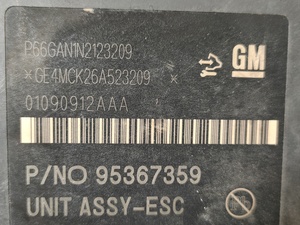 P66GAN1N2123209
*GE4MCK26A523209 *
GM
01090912AAA
P/NO 95367359
UNIT ASSY-ESC